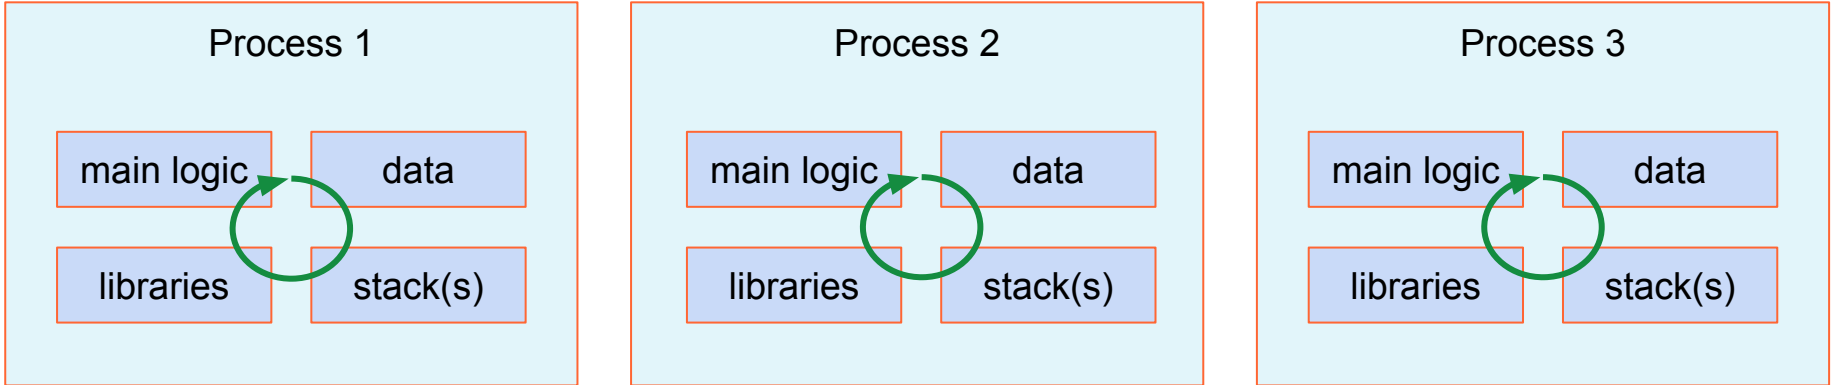 Process 1
main logic
data
libraries
stack(s)
Process 2
main logic
data
libraries
stack(s)
Process 3
main logic
data
libraries
stack(s)